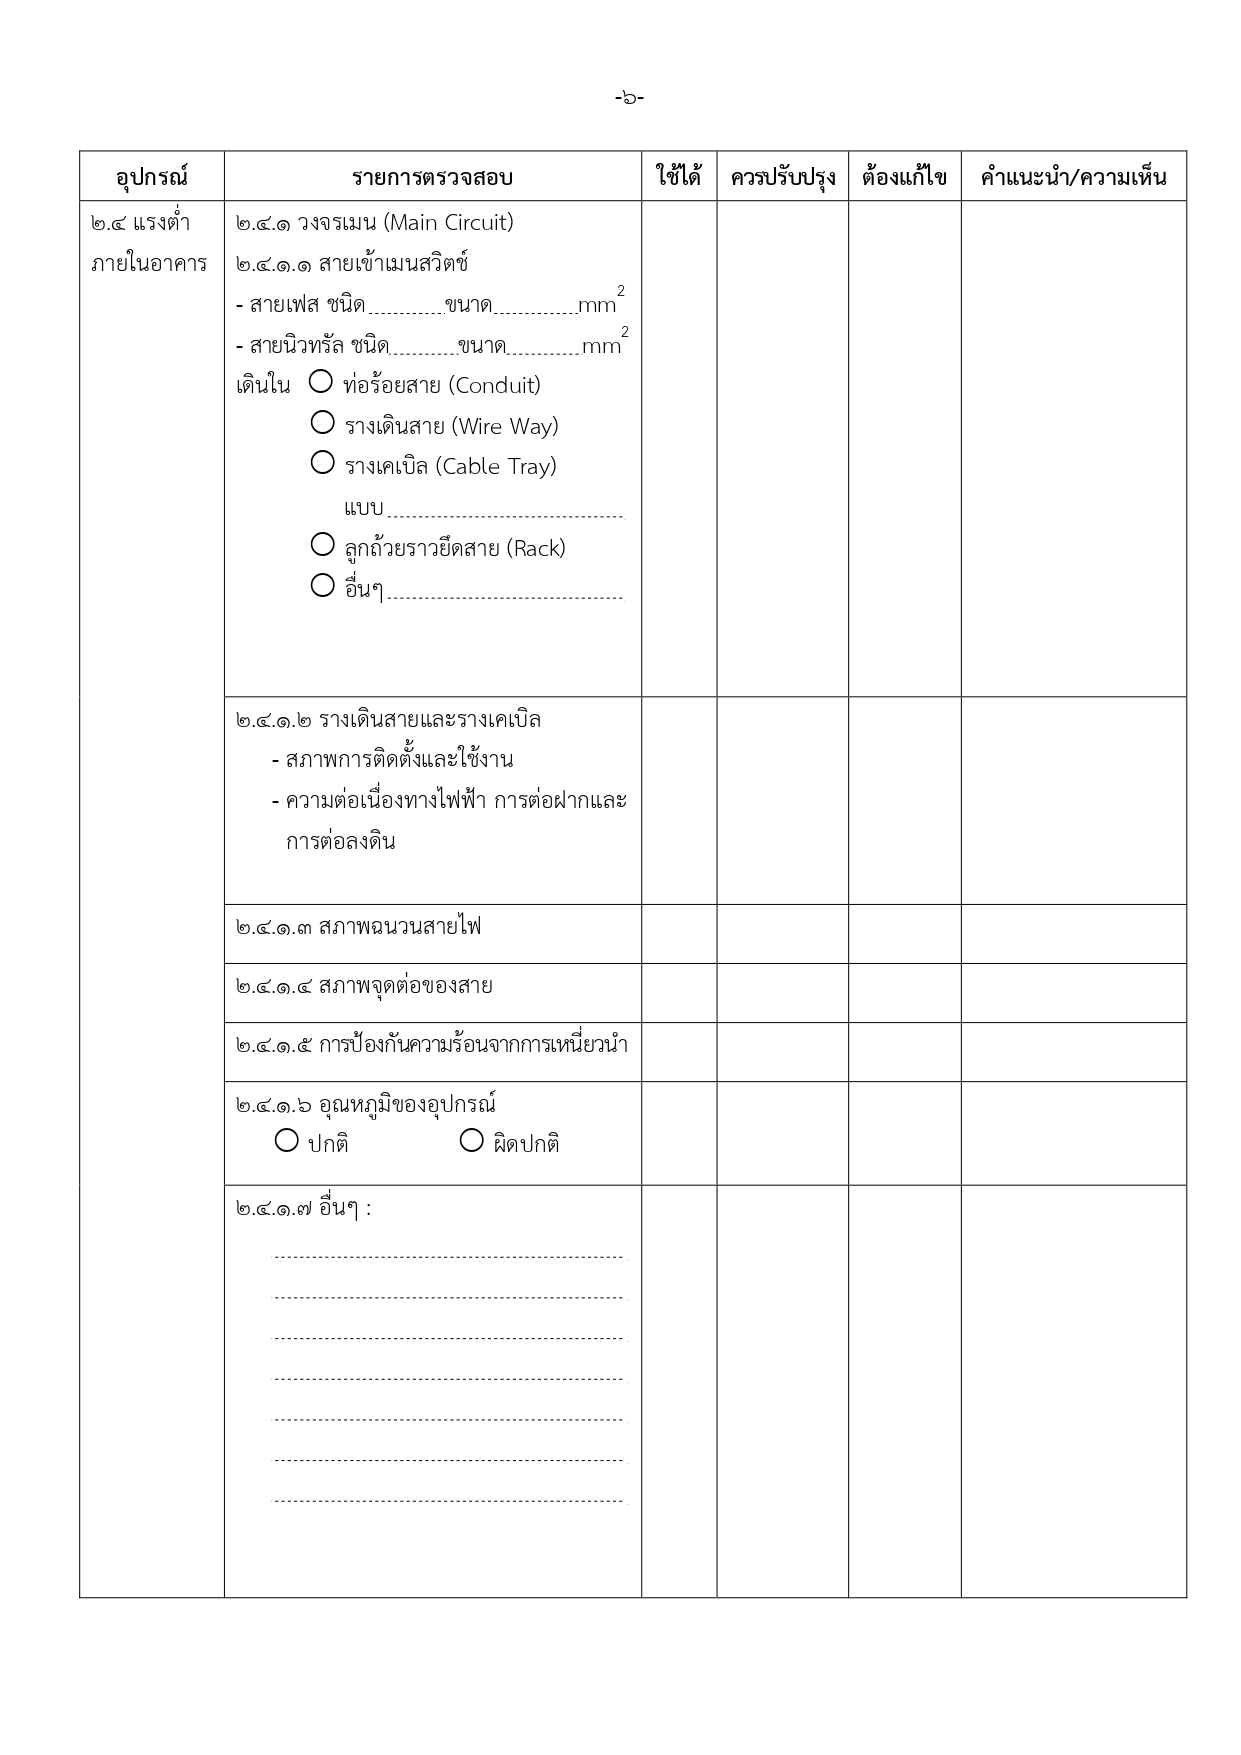 -๖-
อุปกรณ์ รายการตรวจสอบ ใช้ได้ ควรปรับปรุง ต้องแก้ไข คำแนะนำ/ความเห็น
๒.๔ แรงต่ำ
ภายในอาคาร
๒.๔.๑ วงจรเมน (Main Circuit)
๒.๔.๑.๑ สายเข้าเมนสวิตช์
- สายเฟส ชนิด............ขนาด..............mm²
- สายนิวทรัล ชนิด............ขนาด............mm²
เดินใน ◯ ท่อร้อยสาย (Conduit)
◯ รางเดินสาย (Wire Way)
◯ รางเคเบิล (Cable Tray)
แบบ........................................
◯ ลูกถ้วยราวยึดสาย (Rack)
◯ อื่นๆ........................................
๒.๔.๑.๒ รางเดินสายและรางเคเบิล
- สภาพการติดตั้งและใช้งาน
- ความต่อเนื่องทางไฟฟ้า การต่อฝากและ
การต่อลงดิน
๒.๔.๑.๓ สภาพฉนวนสายไฟ
๒.๔.๑.๔ สภาพจุดต่อของสาย
๒.๔.๑.๕ การป้องกันความร้อนจากการเหนี่ยวนำ
๒.๔.๑.๖ อุณหภูมิของอุปกรณ์
◯ ปกติ ◯ ผิดปกติ
๒.๔.๑.๗ อื่นๆ :